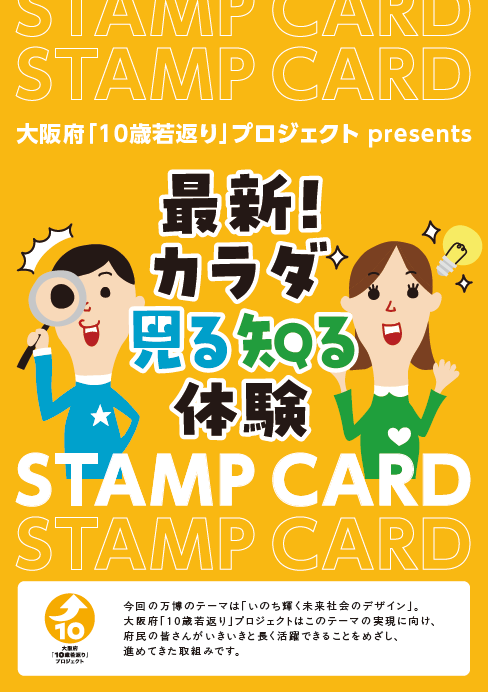 STAMP CARD
STAMP CARD
大阪府「10歳若返り」プロジェクト presents
最新!
カラダ
見る知る
体験
STAMP CARD
STAMP CARD
今回の万博のテーマは「いのち輝く未来社会のデザイン」。
大阪府「10歳若返り」プロジェクトはこのテーマの実現に向け、
府民の皆さんがいきいきと長く活躍できることをめざし、
進めてきた取組みです。
10
大阪府
「10歳若返り」
プロジェクト